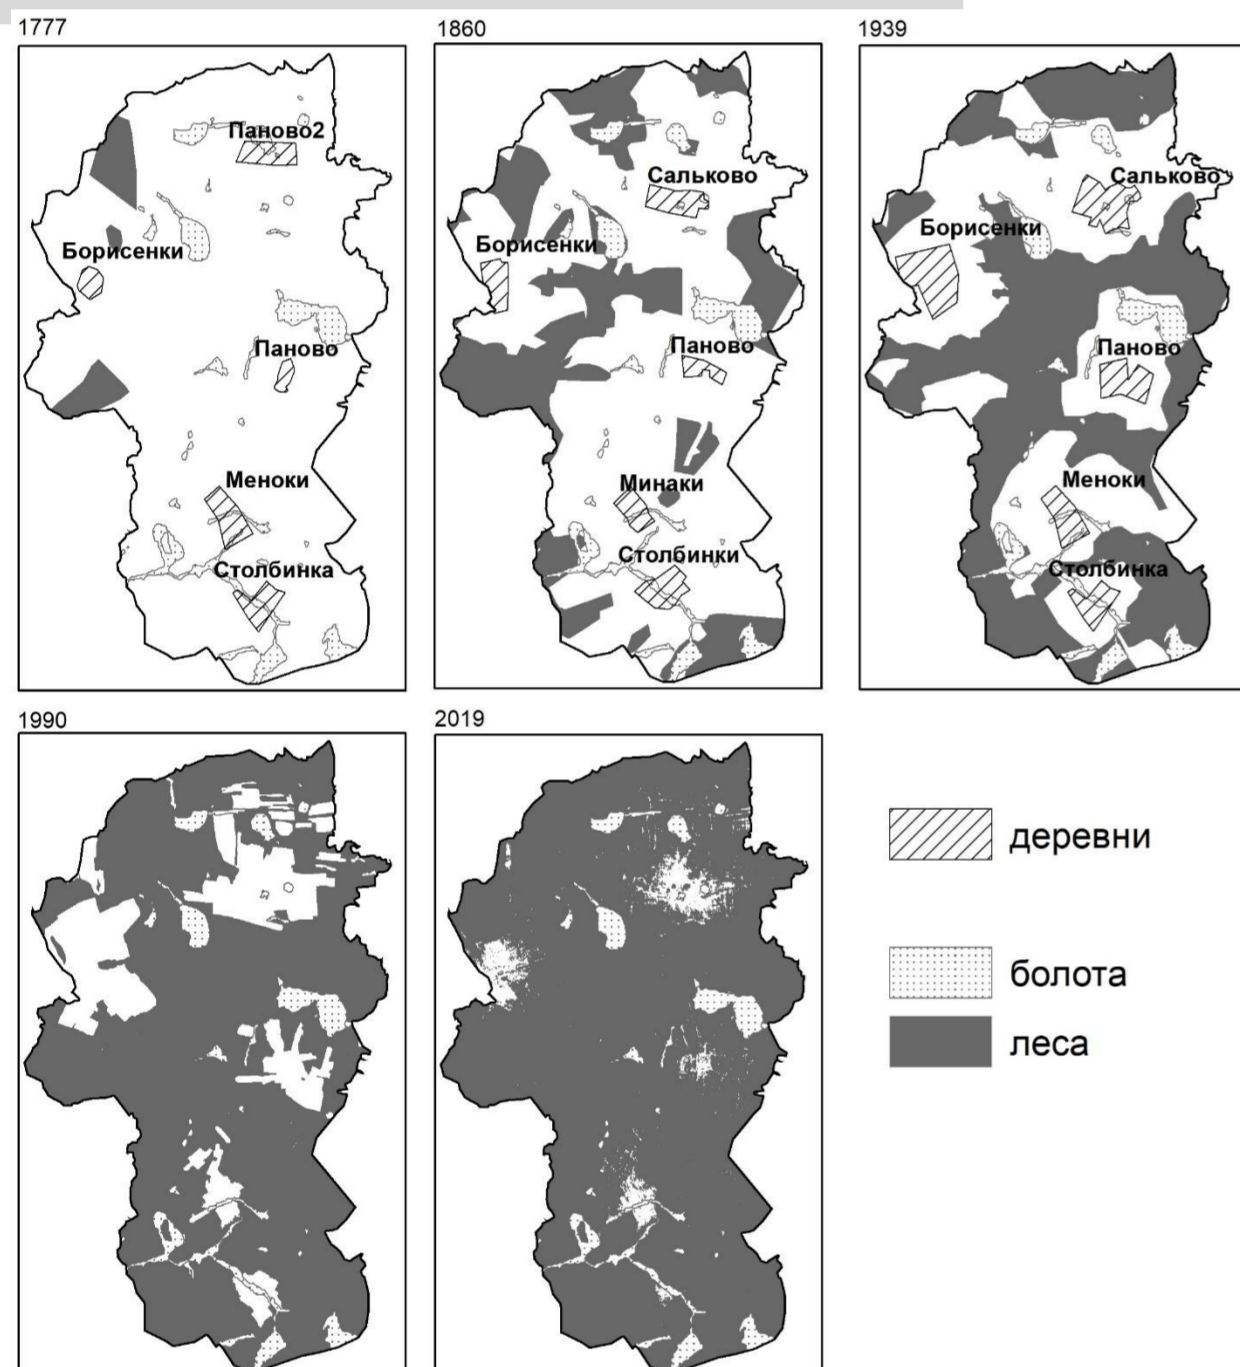 1777
Паново2
Борисенки
Паново
Меноки
Столбинка
1860
Сальково
Борисенки
Паново
Минаки
Столбинки
1939
Сальково
Борисенки
Паново
Меноки
Столбинка
1990
2019
деревни
болота
леса